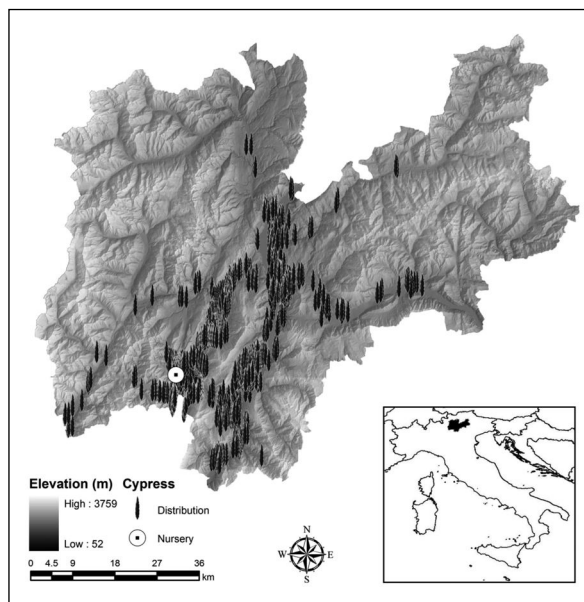 Elevation (m) Cypress
High : 3759
Distribution
Low : 52
Nursery
0 4.5 9 18 27 36
km
N
W E
S